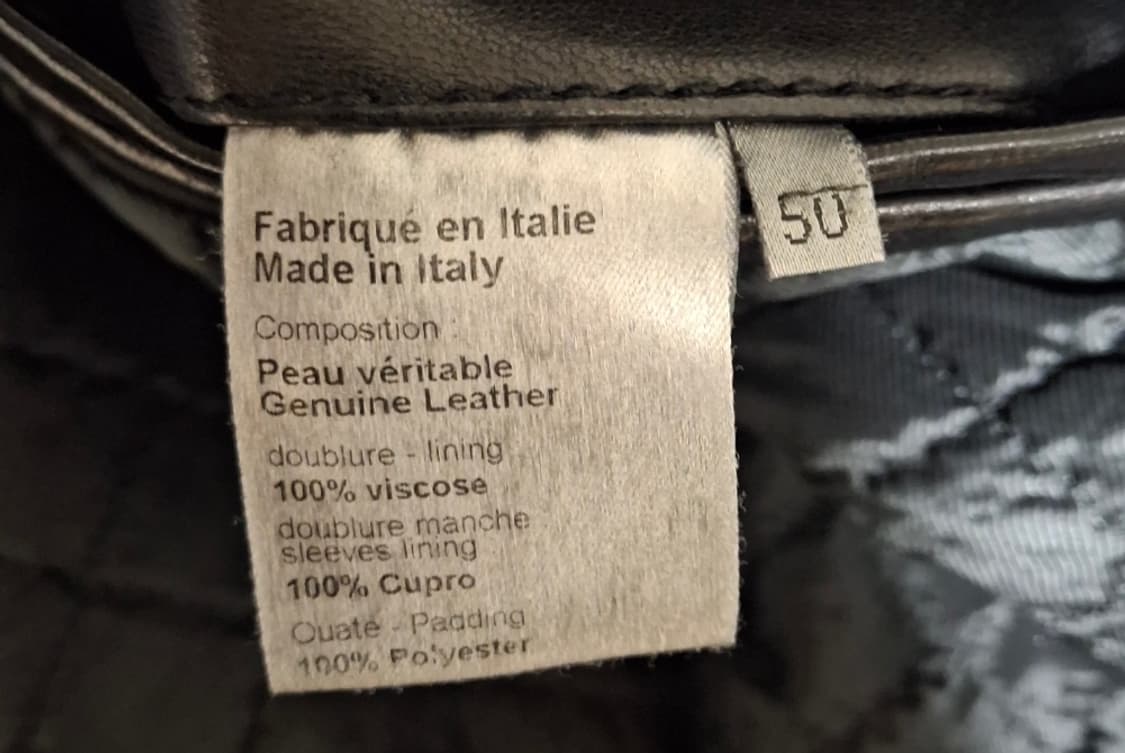 Fabriqué en Italie
Made in Italy
Composition :
Peau véritable
Genuine Leather
doublure - lining
100% viscose
doublure manche
sleeves lining
100% Cupro
Ouate - Padding
100% Polyester
50